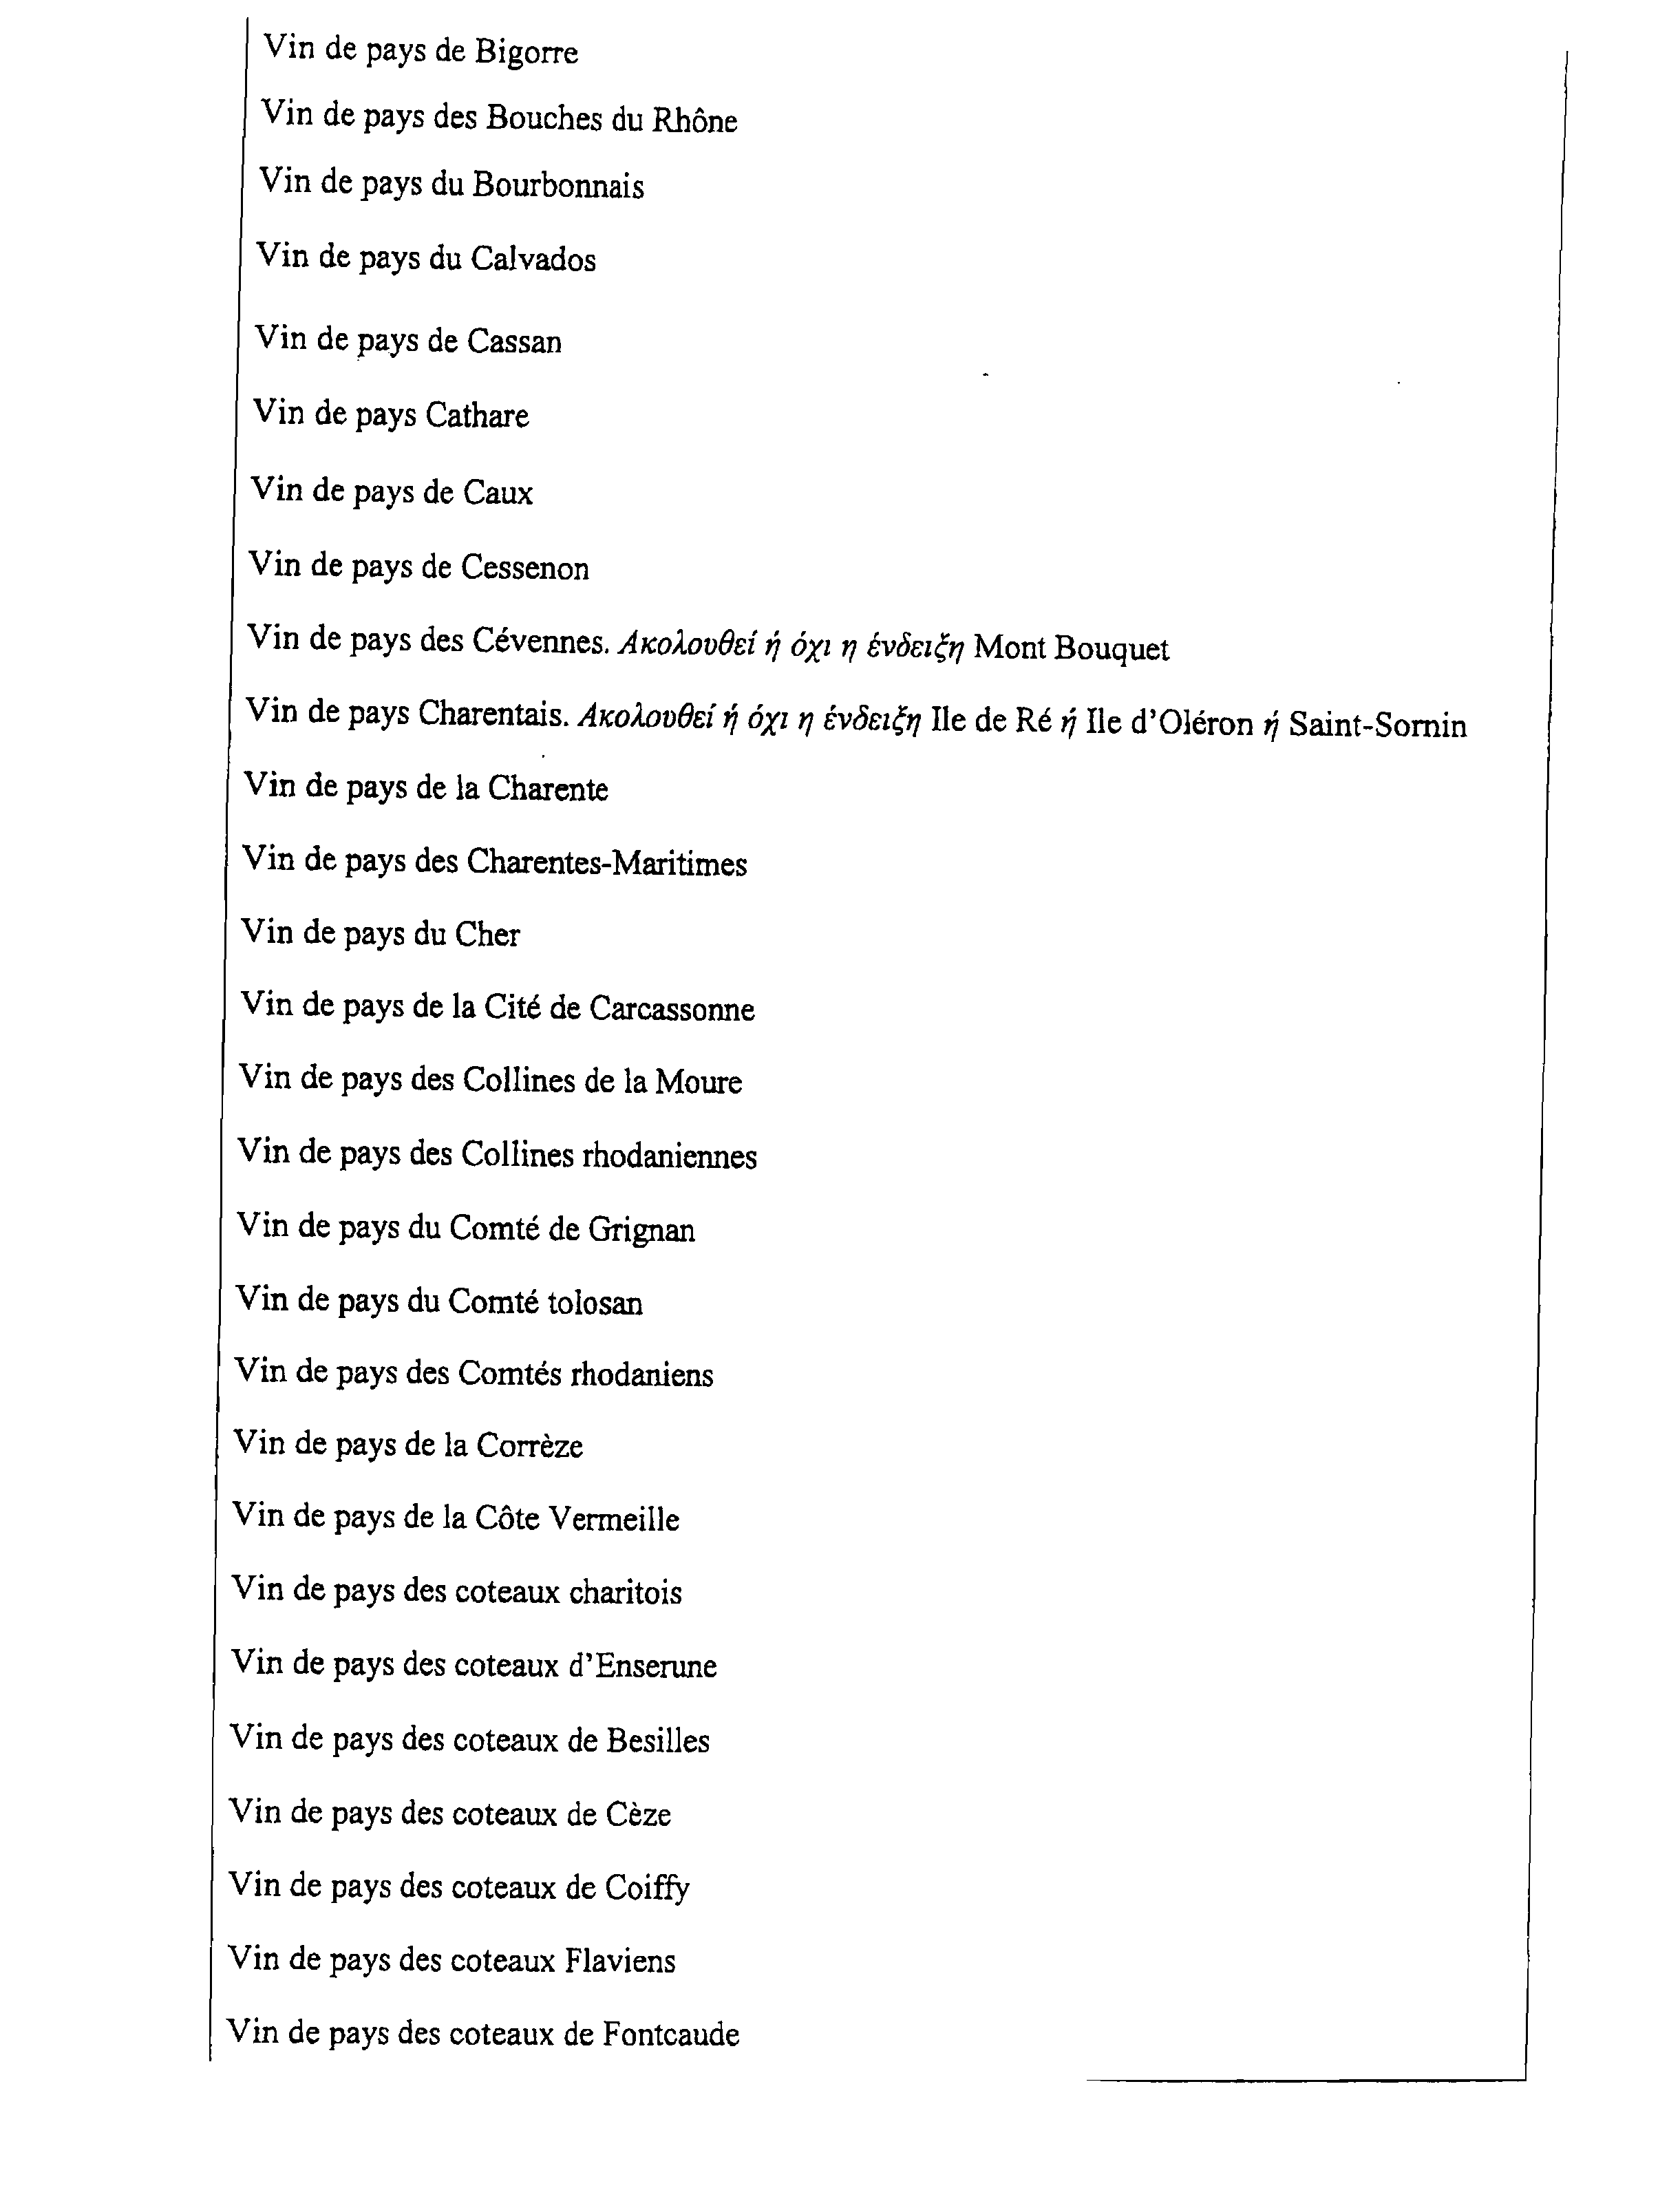 Vin de pays de Bigorre
Vin de pays des Bouches du Rhône
Vin de pays du Bourbonnais
Vin de pays du Calvados
Vin de pays de Cassan
Vin de pays Cathare
Vin de pays de Caux
Vin de pays de Cessenon
Vin de pays des Cévennes. Ακολουθεί ή όχι η ένδειξη Mont Bouquet
Vin de pays Charentais. Ακολουθεί ή όχι η ένδειξη Ile de Ré ή Ile d’Oléron ή Saint-Sornin
Vin de pays de la Charente
Vin de pays des Charentes-Maritimes
Vin de pays du Cher
Vin de pays de la Cité de Carcassonne
Vin de pays des Collines de la Moure
Vin de pays des Collines rhodaniennes
Vin de pays du Comté de Grignan
Vin de pays du Comté tolosan
Vin de pays des Comtés rhodaniens
Vin de pays de la Corrèze
Vin de pays de la Côte Vermeille
Vin de pays des coteaux charitois
Vin de pays des coteaux d’Enserune
Vin de pays des coteaux de Besilles
Vin de pays des coteaux de Cèze
Vin de pays des coteaux de Coiffy
Vin de pays des coteaux Flaviens
Vin de pays des coteaux de Fontcaude